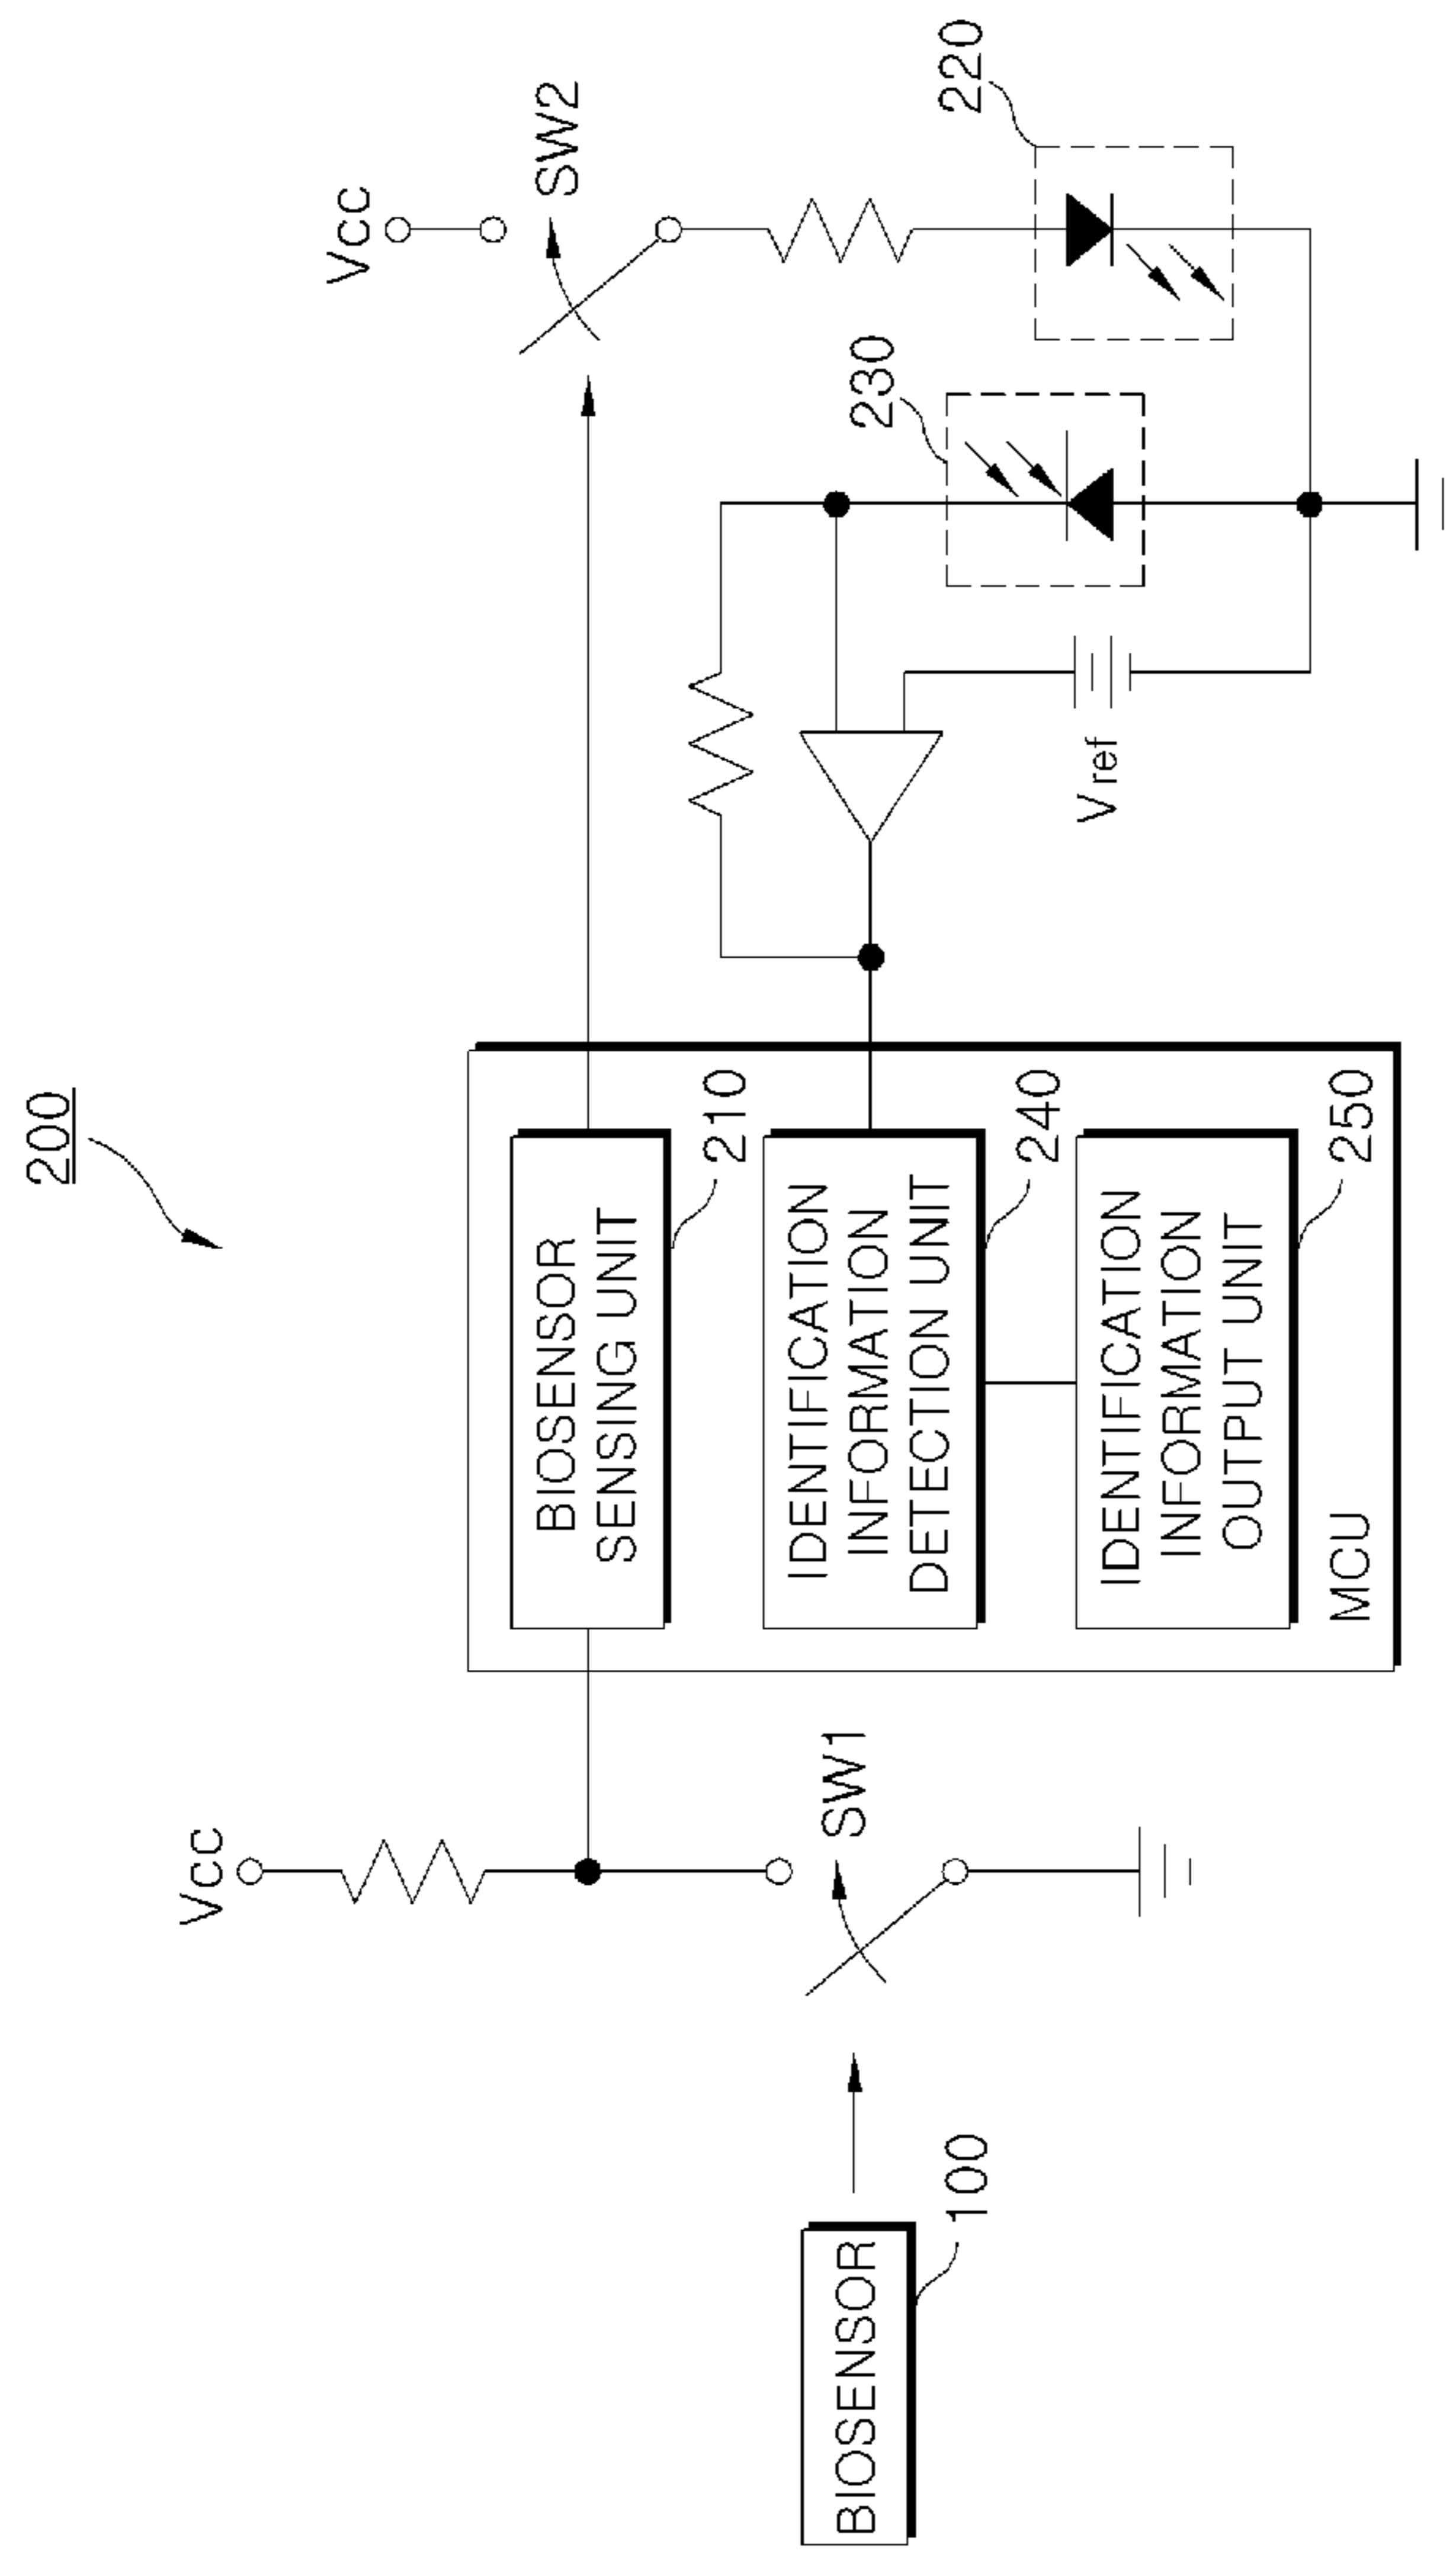 200
Vcc
SW2
220
230
Vref
Vcc
SW1
BIOSENSOR
SENSING UNIT
210
IDENTIFICATION
INFORMATION
DETECTION UNIT
240
IDENTIFICATION
INFORMATION
OUTPUT UNIT
250
MCU
BIOSENSOR
100